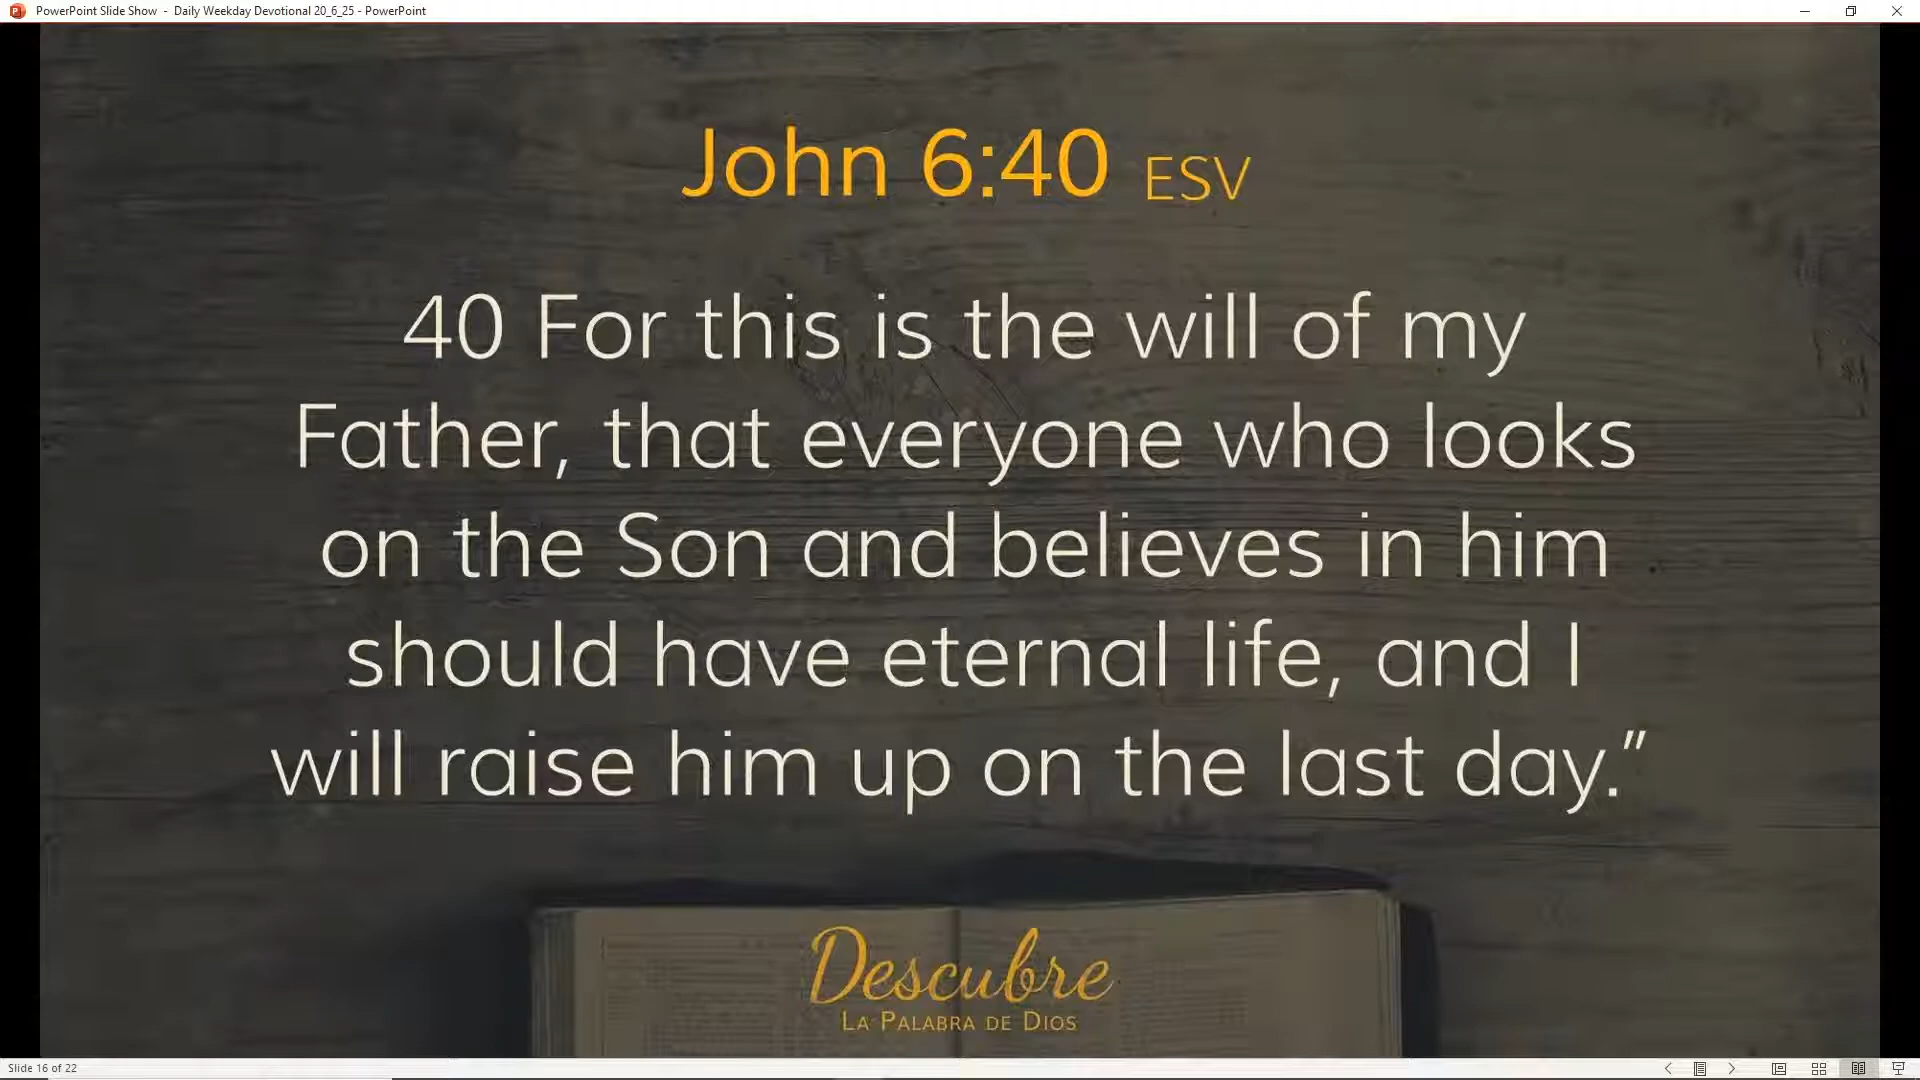 PowerPoint Slide Show - Daily Weekday Devotional 20_6_25 - PowerPoint
John 6:40 ESV
40 For this is the will of my
Father, that everyone who looks
on the Son and believes in him
should have eternal life, and I
will raise him up on the last day.”
Descubre
LA PALABRA DE DIOS
Slide 16 of 22